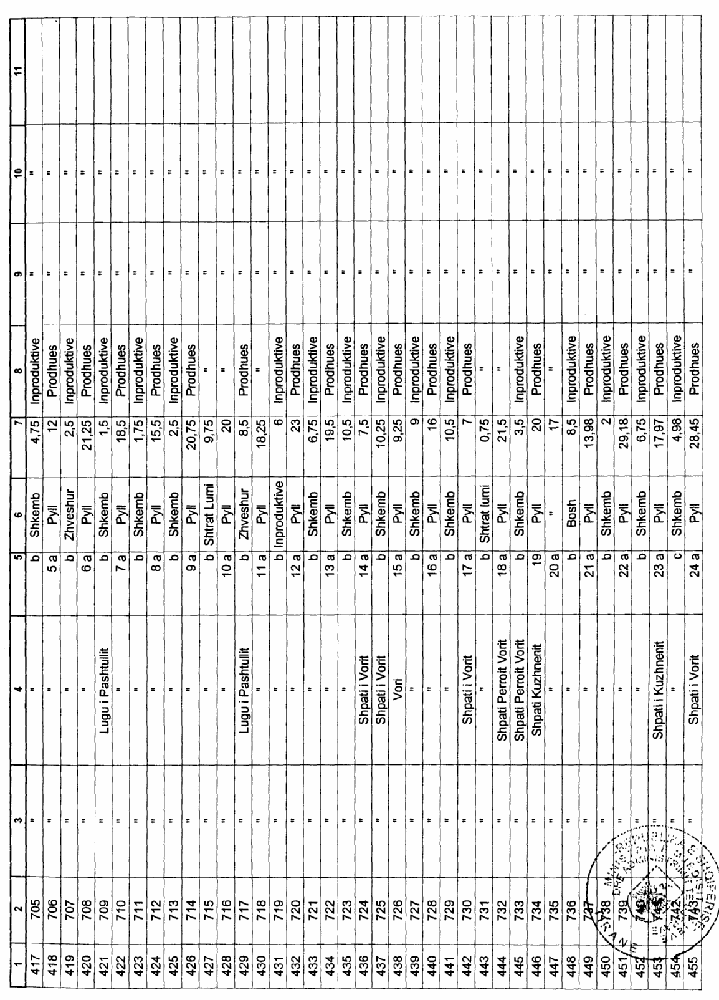 1 2 3 4 5 6 7 8 9 10 11
417 705 " " b Shkemb 4,75 Inproduktive " "
418 706 " " 5 a Pyll 12 Prodhues " "
419 707 " " b Zhveshur 2,5 Inproduktive " "
420 708 " " 6 a Pyll 21,25 Prodhues " "
421 709 " Lugu i Pashtullit b Shkemb 1,5 Inproduktive " "
422 710 " " 7 a Pyll 18,5 Prodhues " "
423 711 " " b Shkemb 1,75 Inproduktive " "
424 712 " " 8 a Pyll 15,5 Prodhues " "
425 713 " " b Shkemb 2,5 Inproduktive " "
426 714 " " 9 a Pyll 20,75 Prodhues " "
427 715 " " b Shtrat Lumi 9,75 " " "
428 716 " " 10 a Pyll 20 " " "
429 717 " Lugu i Pashtullit b Zhveshur 8,5 Prodhues " "
430 718 " " 11 a Pyll 18,25 " " "
431 719 " " b Inproduktive 6 Inproduktive " "
432 720 " " 12 a Pyll 23 Prodhues " "
433 721 " " b Shkemb 6,75 Inproduktive " "
434 722 " " 13 a Pyll 19,5 Prodhues " "
435 723 " " b Shkemb 10,5 Inproduktive " "
436 724 " Shpati i Vorit 14 a Pyll 7,5 Prodhues " "
437 725 " Shpati i Vorit b Shkemb 10,25 Inproduktive " "
438 726 " Vori 15 a Pyll 9,25 Prodhues " "
439 727 " " b Shkemb 9 Inproduktive " "
440 728 " " 16 a Pyll 16 Prodhues " "
441 729 " " b Shkemb 10,5 Inproduktive " "
442 730 " Shpati i Vorit 17 a Pyll 7 Prodhues " "
443 731 " " b Shtrat lumi 0,75 " " "
444 732 " Shpati Perroit Vorit 18 a Pyll 21,5 " " "
445 733 " Shpati Perroit Vorit b Shkemb 3,5 Inproduktive " "
446 734 " Shpati Kuzhnenit 19 Pyll 20 Prodhues " "
447 735 " " 20 a " 17 " " "
448 736 " " b Bosh 8,5 Inproduktive " "
449 737 " " 21 a Pyll 13,98 Prodhues " "
450 738 " " b Shkemb 2 Inproduktive " "
451 739 " " 22 a Pyll 29,18 Prodhues " "
452 " " b Shkemb 6,75 Inproduktive " "
453 " Shpati i Kuzhnenit 23 a Pyll 17,97 Prodhues " "
454 742 " " c Shkemb 4,98 Inproduktive " "
455 743 " Shpati i Vorit 24 a Pyll 28,45 Prodhues " "